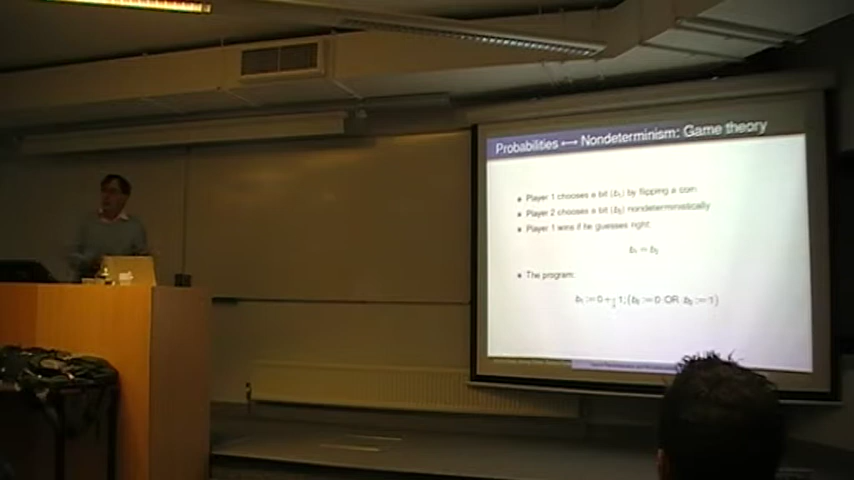 Probabilities ⟷ Nondeterminism: Game theory
Player 1 chooses a bit (b₁) by flipping a coin
Player 2 chooses a bit (b₂) nondeterministically
Player 1 wins if he guesses right:
b₁ = b₂
The program:
b₁ := 0 +½ 1; (b₂ := 0 OR b₂ := 1)